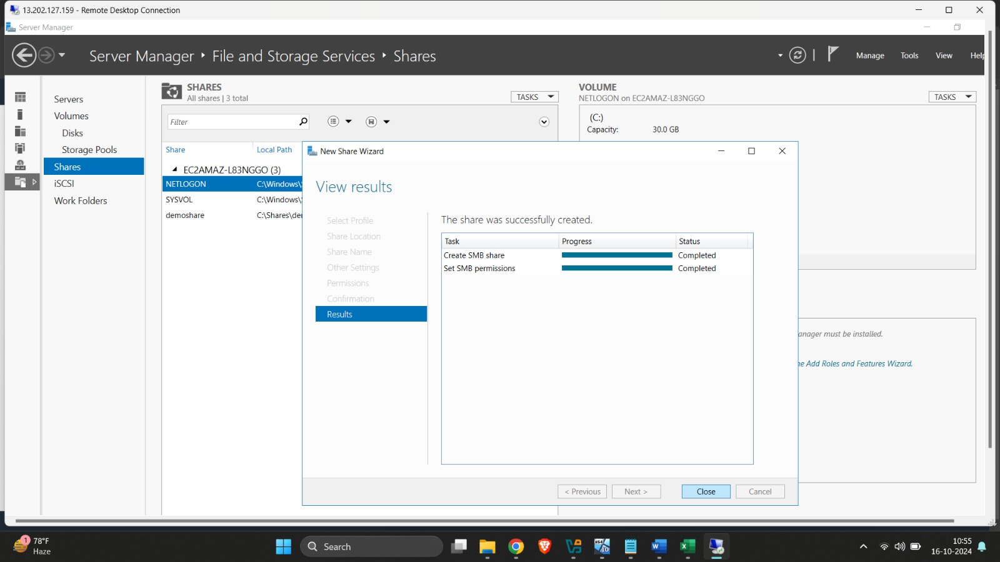 13.202.127.159 - Remote Desktop Connection
Server Manager
Server Manager ‣ File and Storage Services ‣ Shares
Manage Tools View Help
Servers
Volumes
Disks
Storage Pools
Shares
iSCSI
Work Folders
SHARES
All shares | 3 total
TASKS
Filter
Share Local Path
EC2AMAZ-L83NGGO (3)
NETLOGON C:\Windows\
SYSVOL C:\Windows\
demoshare C:\Shares\de
VOLUME
NETLOGON on EC2AMAZ-L83NGGO
TASKS
(C:)
Capacity: 30.0 GB
anager must be installed.
he Add Roles and Features Wizard.
New Share Wizard
View results
Select Profile
Share Location
Share Name
Other Settings
Permissions
Confirmation
Results
The share was successfully created.
Task Progress Status
Create SMB share Completed
Set SMB permissions Completed
< Previous Next > Close Cancel
1
78°F
Haze
Search
x64
10
10:55
16-10-2024